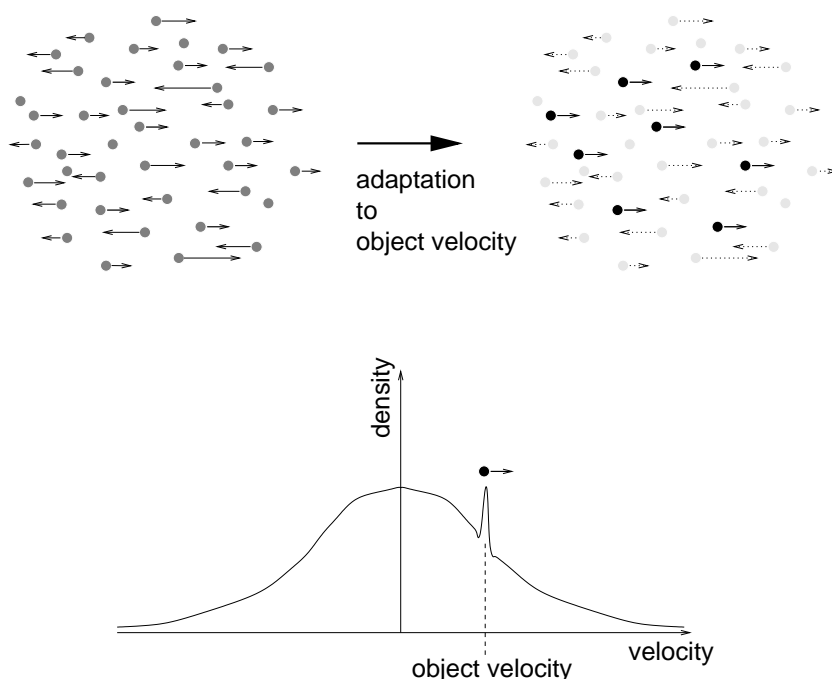 adaptation
to
object velocity
density
velocity
object velocity